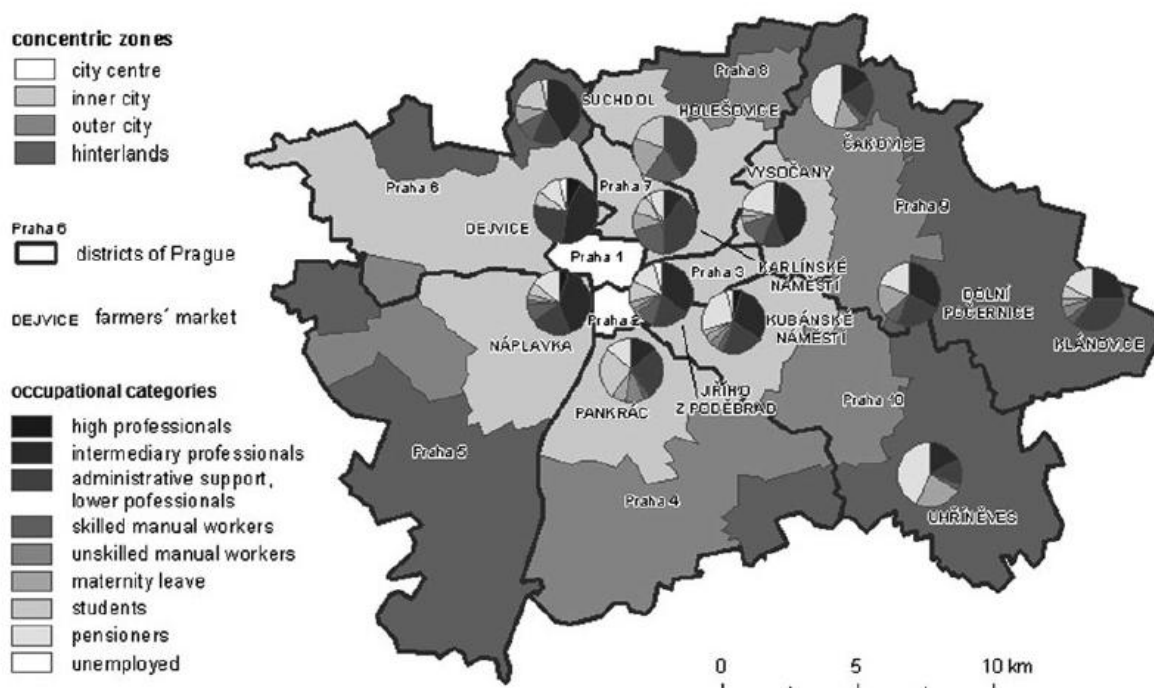 concentric zones
city centre
inner city
outer city
hinterlands
Praha 6
districts of Prague
DEJVICE farmers´ market
occupational categories
high professionals
intermediary professionals
administrative support,
lower pofessionals
skilled manual workers
unskilled manual workers
maternity leave
students
pensioners
unemployed
Praha 8
SUCHDOL
HOLEŠOVICE
ČAKOVICE
VYSOČANY
Praha 6
Praha 7
Praha 9
DEJVICE
Praha 1
Praha 3
KARLÍNSKÉ
NÁMĚSTÍ
DOLNÍ
POČERNICE
Praha 2
KUBÁNSKÉ
NÁMĚSTÍ
KLÁNOVICE
NÁPLAVKA
JIŘÍHO
Z PODĚBRAD
PANKRÁC
Praha 10
Praha 5
Praha 4
UHŘÍNĚVES
0 5 10 km